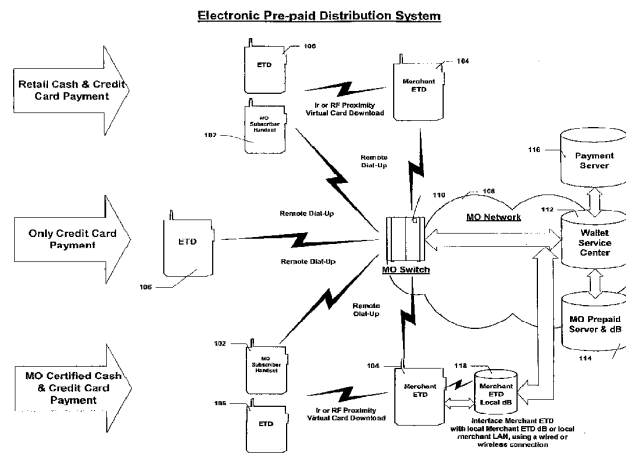 Electronic Pre-paid Distribution System
106
ETD
104
Merchant
ETD
Retail Cash & Credit
Card Payment
Ir or RF Proximity
Virtual Card Download
MO
Subscriber
Handset
102
116
Payment
Server
Remote
Dial-Up
Remote
Dial-Up
110
108
MO Network
112
Only Credit Card
Payment
ETD
Remote Dial-Up
Wallet
Service
Center
Remote Dial-Up
MO Switch
106
Remote
Dial-Up
MO Prepaid
Server & dB
102
MO
Subscriber
Handset
104
118
114
MO Certified Cash
& Credit Card
Payment
Merchant
ETD
Merchant
ETD
Local dB
106
ETD
Ir or RF Proximity
Virtual Card Download
Interface Merchant ETD
with local Merchant ETD dB or local
merchant LAN, using a wired or
wireless connection